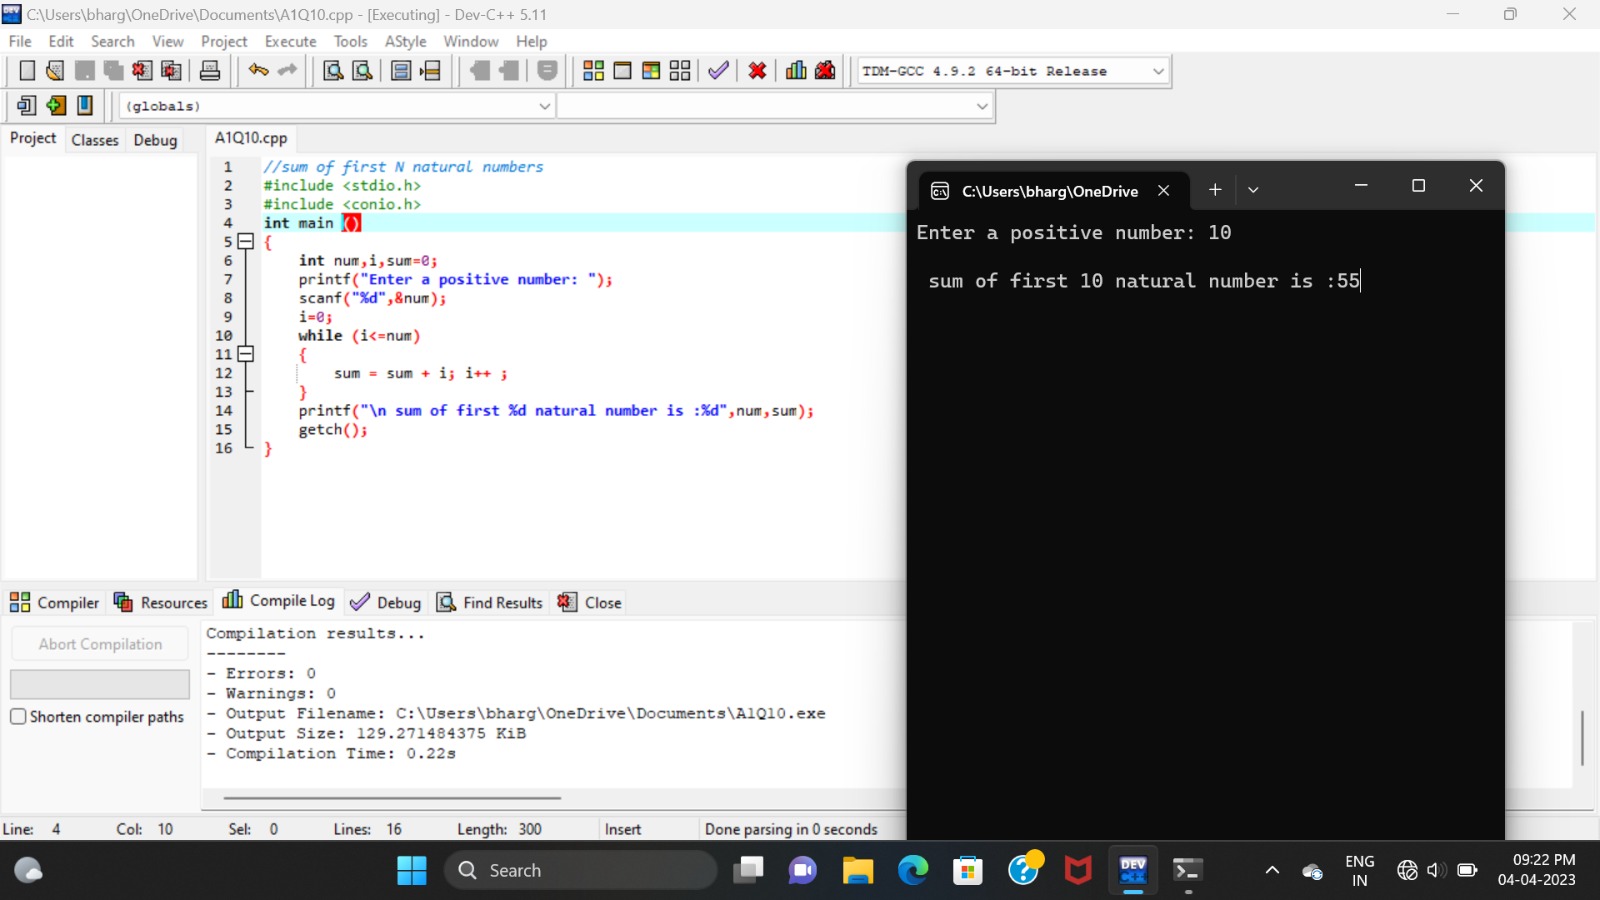 C:\Users\bharg\OneDrive\Documents\A1Q10.cpp - [Executing] - Dev-C++ 5.11
File Edit Search View Project Execute Tools AStyle Window Help
TDM-GCC 4.9.2 64-bit Release
(globals)
Project Classes Debug
A1Q10.cpp
1 //sum of first N natural numbers
2 #include <stdio.h>
3 #include <conio.h>
4 int main ()
5 {
6 int num,i,sum=0;
7 printf("Enter a positive number: ");
8 scanf("%d",&num);
9 i=0;
10 while (i<=num)
11 {
12 sum = sum + i; i++ ;
13 }
14 printf("\n sum of first %d natural number is :%d",num,sum);
15 getch();
16 }
C:\Users\bharg\OneDrive
Enter a positive number: 10
sum of first 10 natural number is :55
Compiler Resources Compile Log Debug Find Results Close
Abort Compilation
Shorten compiler paths
Compilation results...
--------
- Errors: 0
- Warnings: 0
- Output Filename: C:\Users\bharg\OneDrive\Documents\A1Q10.exe
- Output Size: 129.271484375 KiB
- Compilation Time: 0.22s
Line: 4 Col: 10 Sel: 0 Lines: 16 Length: 300 Insert Done parsing in 0 seconds
Search
DEV
C++
ENG
IN
09:22 PM
04-04-2023